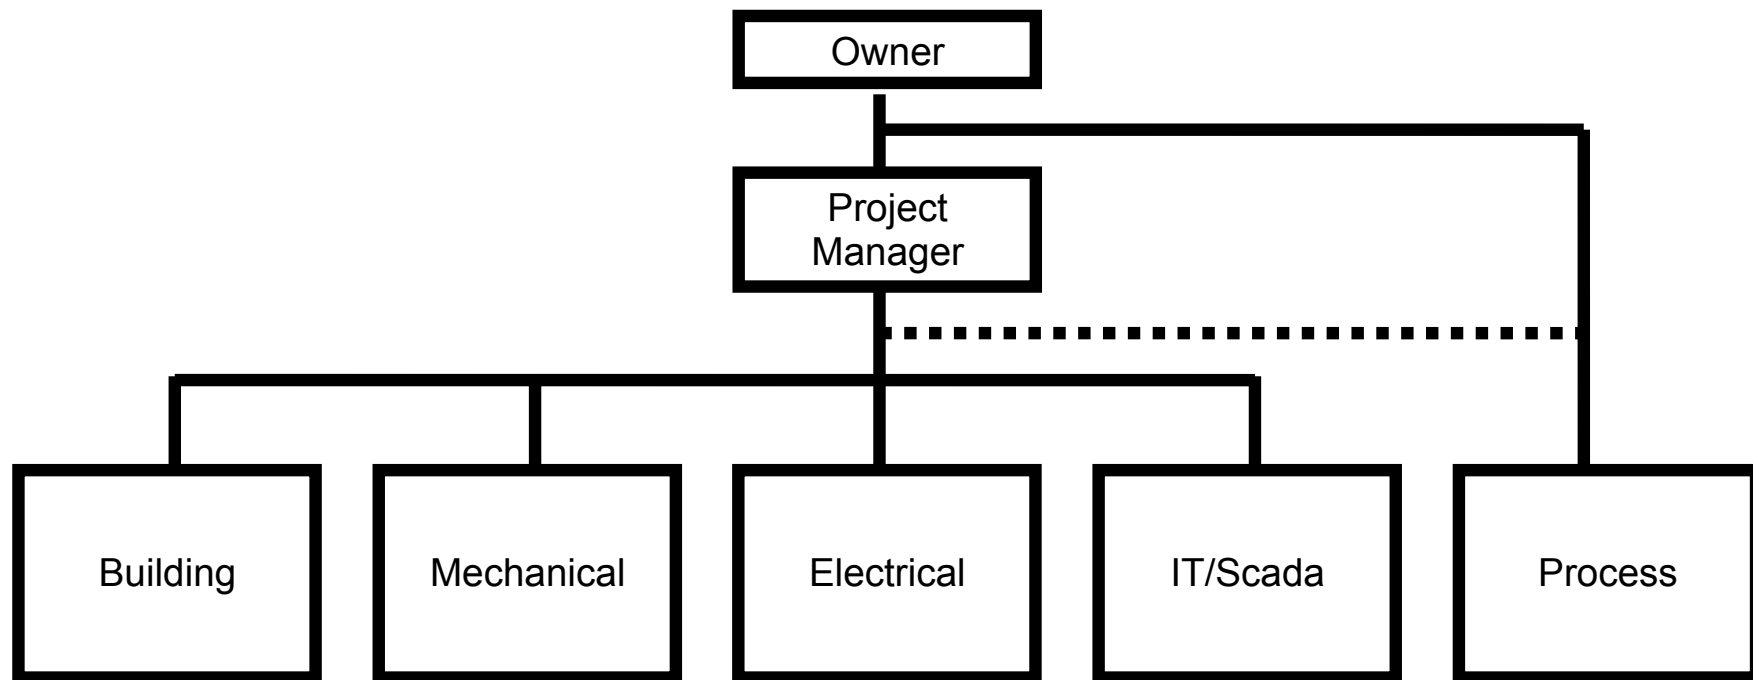 Owner
Project
Manager
Building
Mechanical
Electrical
IT/Scada
Process